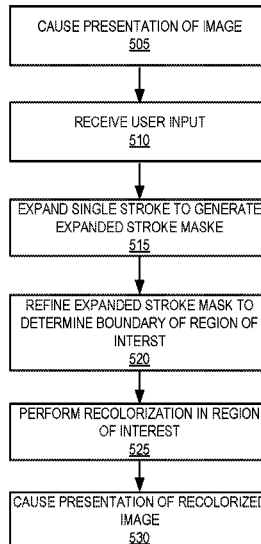 CAUSE PRESENTATION OF IMAGE
505
RECEIVE USER INPUT
510
EXPAND SINGLE STROKE TO GENERATE
EXPANDED STROKE MASKE
515
REFINE EXPANDED STROKE MASK TO
DETERMINE BOUNDARY OF REGION OF
INTERST
520
PERFORM RECOLORIZATION IN REGION
OF INTEREST
525
CAUSE PRESENTATION OF RECOLORIZED
IMAGE
530